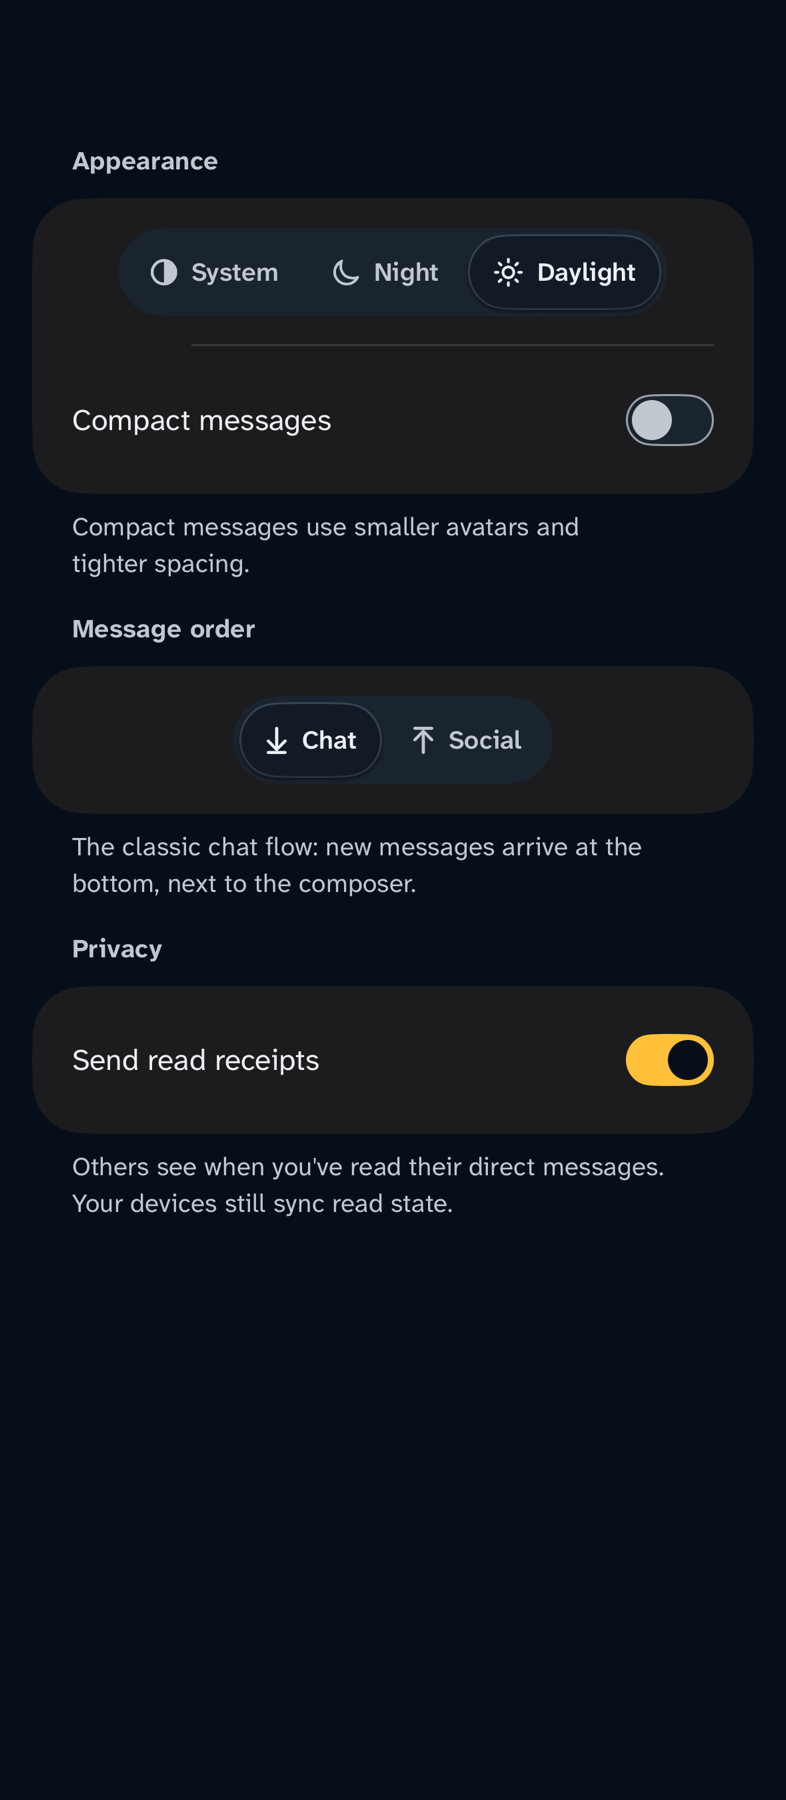 Appearance
System Night Daylight
Compact messages
Compact messages use smaller avatars and
tighter spacing.
Message order
Chat Social
The classic chat flow: new messages arrive at the
bottom, next to the composer.
Privacy
Send read receipts
Others see when you've read their direct messages.
Your devices still sync read state.